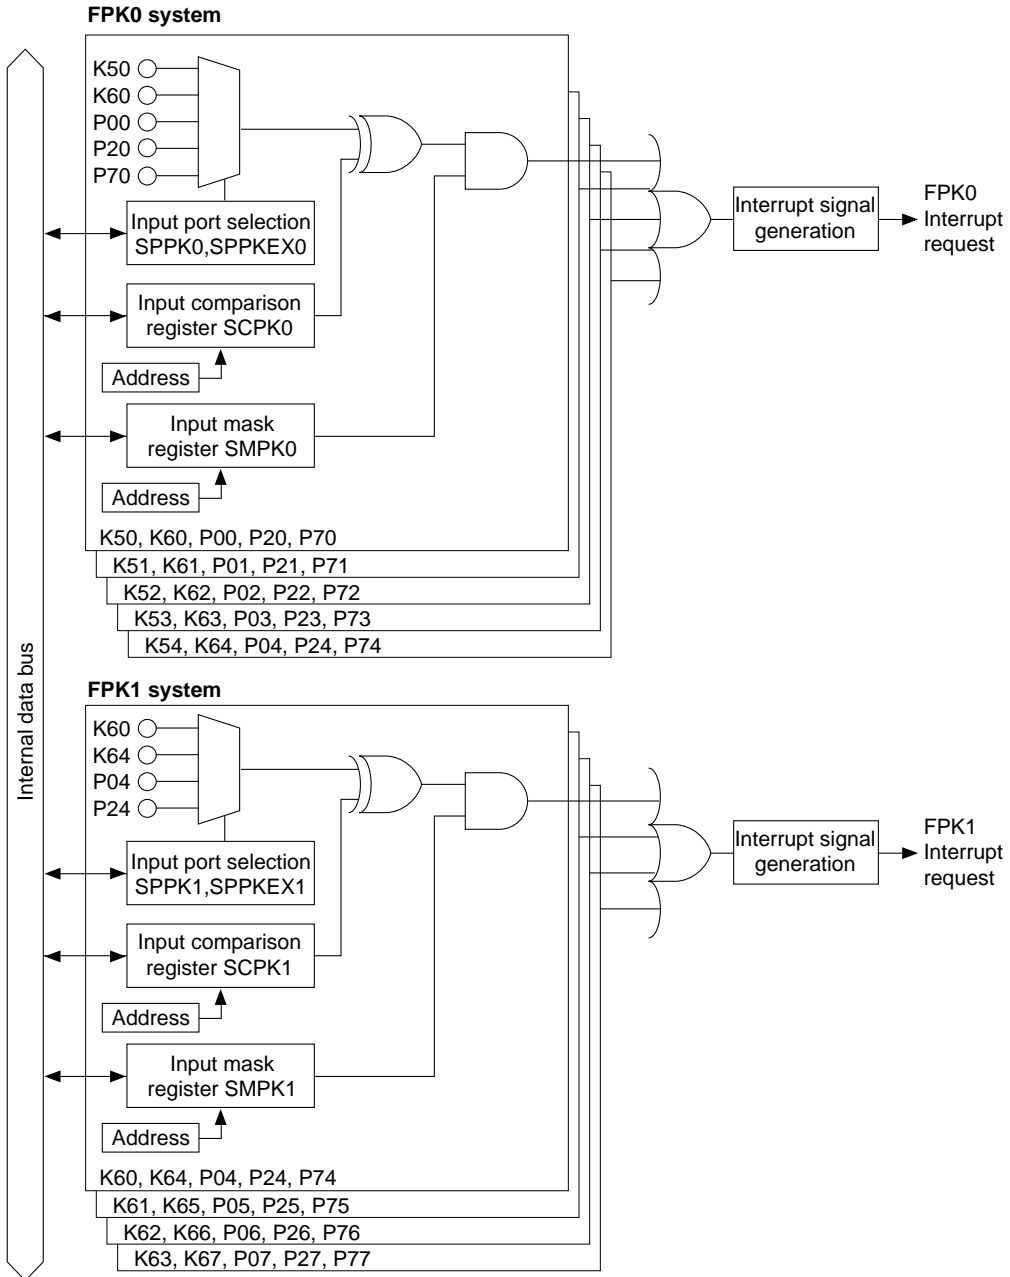 FPK0 system
K50
K60
P00
P20
P70
Input port selection
SPPK0,SPPKEX0
Input comparison
register SCPK0
Address
Input mask
register SMPK0
Address
K50, K60, P00, P20, P70
K51, K61, P01, P21, P71
K52, K62, P02, P22, P72
K53, K63, P03, P23, P73
K54, K64, P04, P24, P74
Interrupt signal
generation
FPK0
Interrupt
request
Internal data bus
FPK1 system
K60
K64
P04
P24
Input port selection
SPPK1,SPPKEX1
Input comparison
register SCPK1
Address
Input mask
register SMPK1
Address
K60, K64, P04, P24, P74
K61, K65, P05, P25, P75
K62, K66, P06, P26, P76
K63, K67, P07, P27, P77
Interrupt signal
generation
FPK1
Interrupt
request